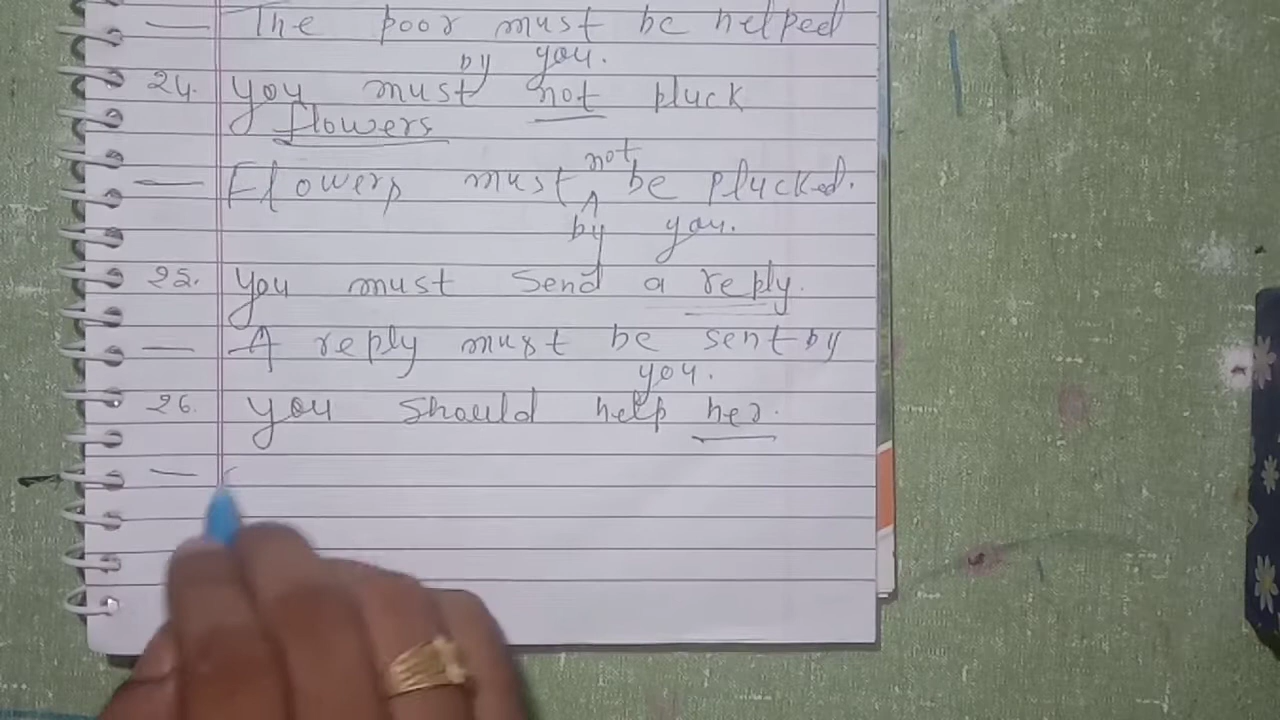 — The poor must be helped
by you.
24. You must not pluck
flowers
— Flowers must not be plucked.
by you.
25. You must send a reply.
— A reply must be sent by
you.
26. You should help her.
—